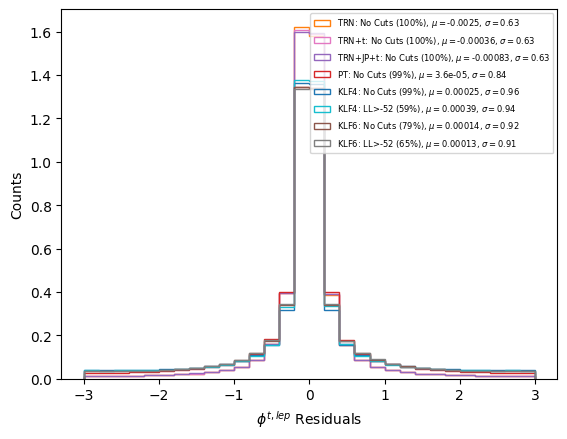 TRN: No Cuts (100%), μ = -0.0025, σ = 0.63
TRN+t: No Cuts (100%), μ = -0.00036, σ = 0.63
TRN+JP+t: No Cuts (100%), μ = -0.00083, σ = 0.63
PT: No Cuts (99%), μ = 3.6e-05, σ = 0.84
KLF4: No Cuts (99%), μ = 0.00025, σ = 0.96
KLF4: LL>-52 (59%), μ = 0.00039, σ = 0.94
KLF6: No Cuts (79%), μ = 0.00014, σ = 0.92
KLF6: LL>-52 (65%), μ = 0.00013, σ = 0.91
Counts
1.6
1.4
1.2
1.0
0.8
0.6
0.4
0.2
0.0
−3 −2 −1 0 1 2 3
ϕ^{t, lep} Residuals